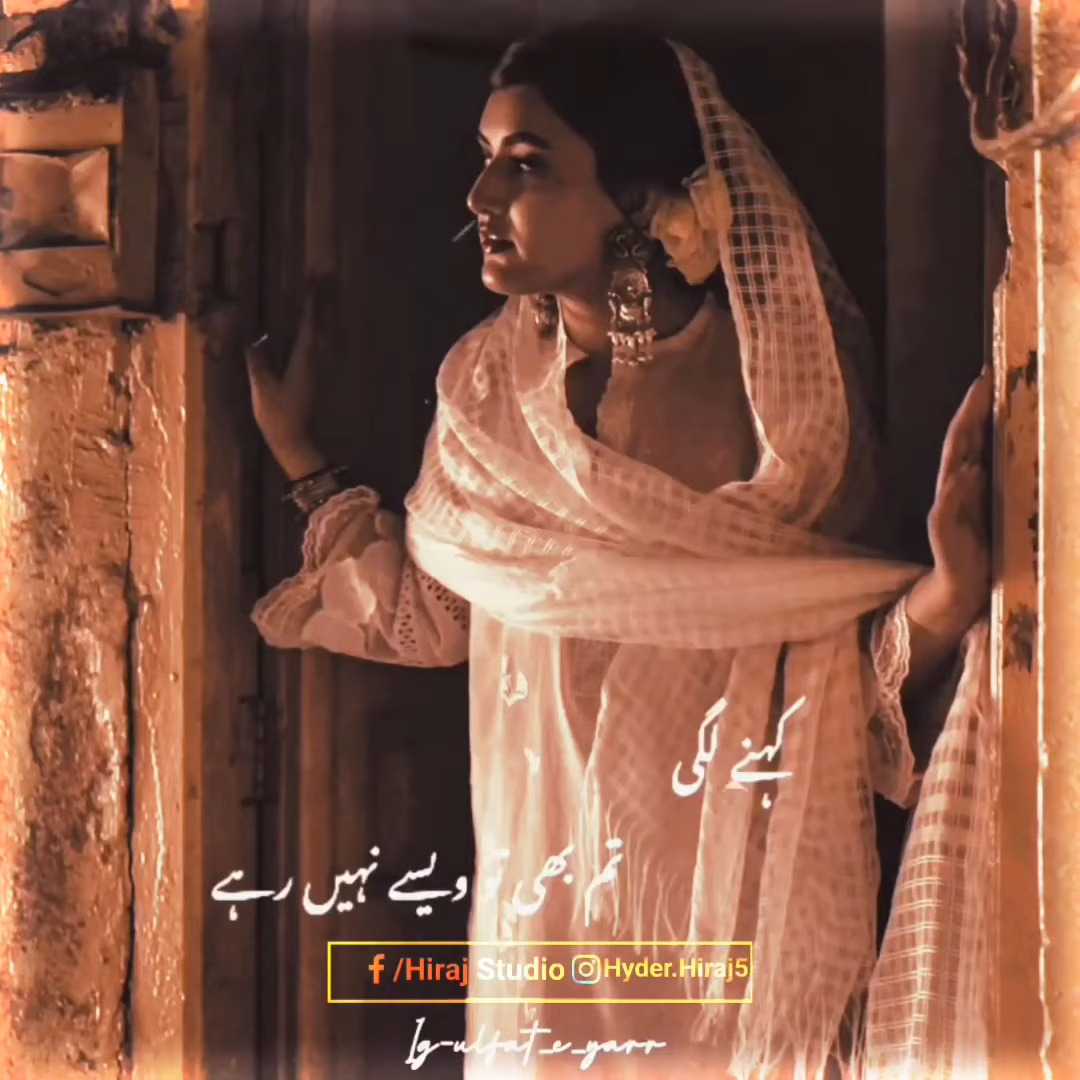 کہنے لگی
تم بھی تو ویسے نہیں رہے
/Hiraj Studio Hyder.Hiraj5
Ig-ulfat_e_yarr